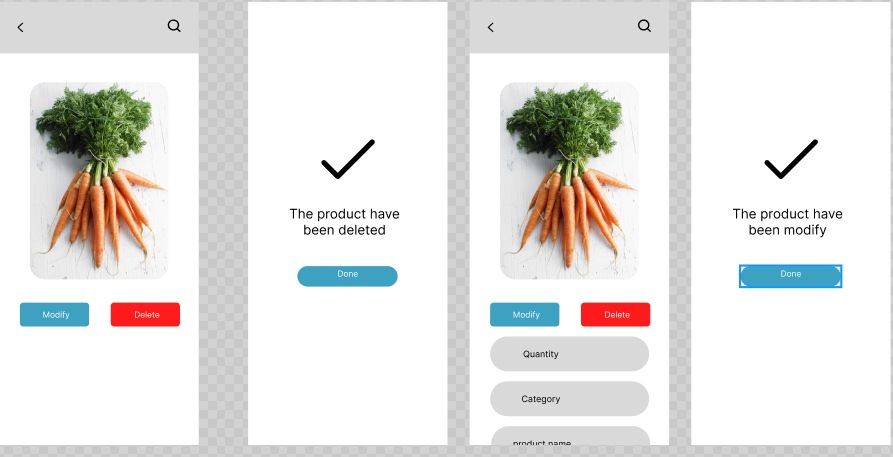 Modify
Delete
The product have
been deleted
Done
Modify
Delete
Quantity
Category
product name
The product have
been modify
Done